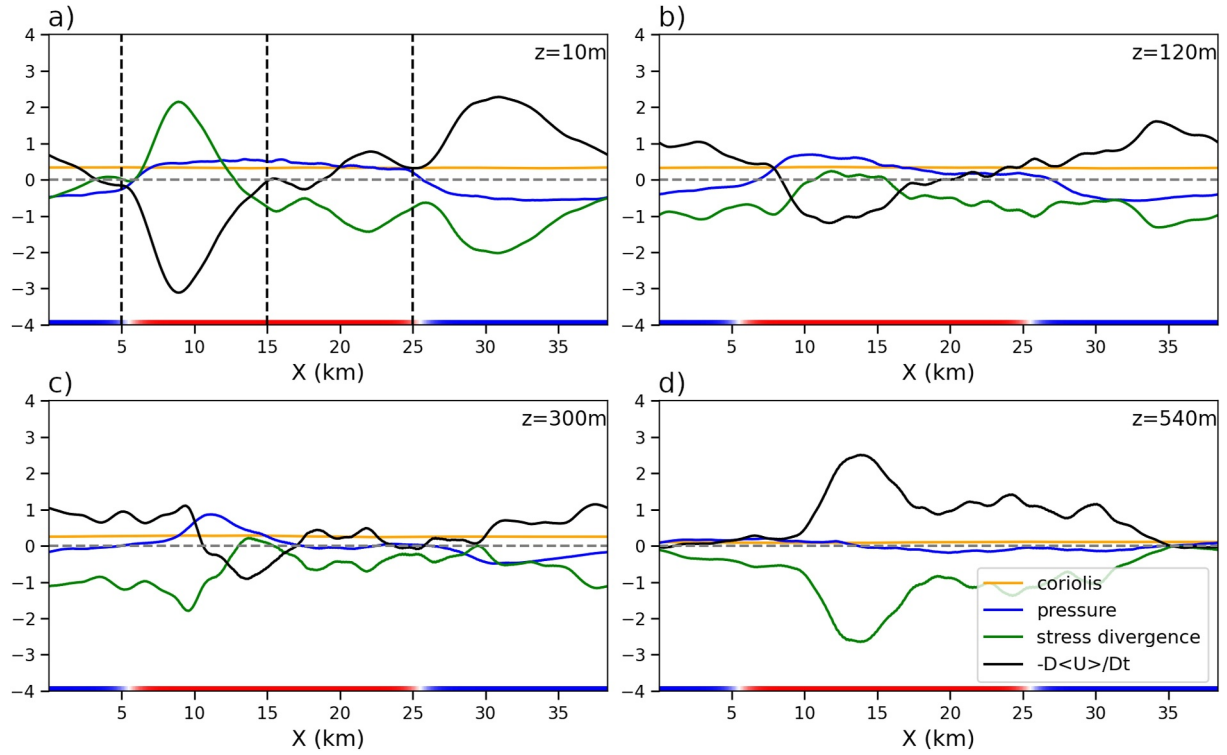 a)
z=10m
4
3
2
1
0
−1
−2
−3
−4
5 10 15 20 25 30 35
X (km)
b)
z=120m
4
3
2
1
0
−1
−2
−3
−4
5 10 15 20 25 30 35
X (km)
c)
z=300m
4
3
2
1
0
−1
−2
−3
−4
5 10 15 20 25 30 35
X (km)
d)
z=540m
4
3
2
1
0
−1
−2
−3
−4
coriolis
pressure
stress divergence
-D<U>/Dt
5 10 15 20 25 30 35
X (km)